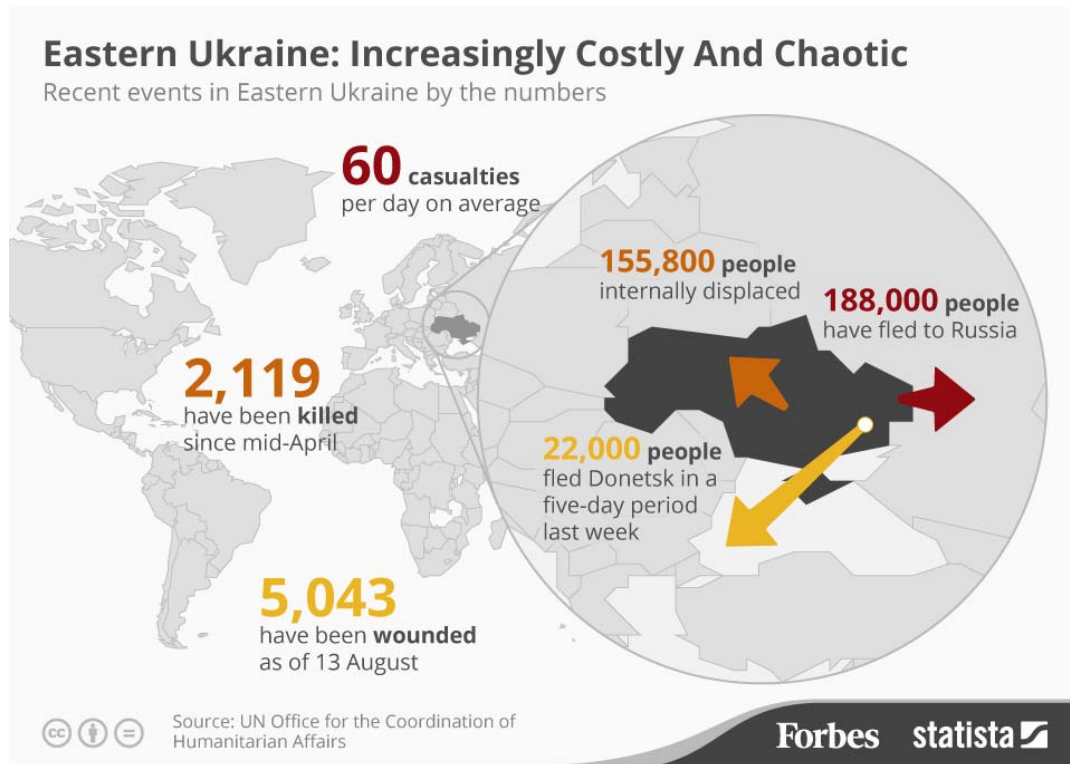 Eastern Ukraine: Increasingly Costly And Chaotic
Recent events in Eastern Ukraine by the numbers
60 casualties
per day on average
155,800 people
internally displaced
188,000 people
have fled to Russia
2,119
have been killed
since mid-April
22,000 people
fled Donetsk in a
five-day period
last week
5,043
have been wounded
as of 13 August
cc
Source: UN Office for the Coordination of
Humanitarian Affairs
Forbes statista